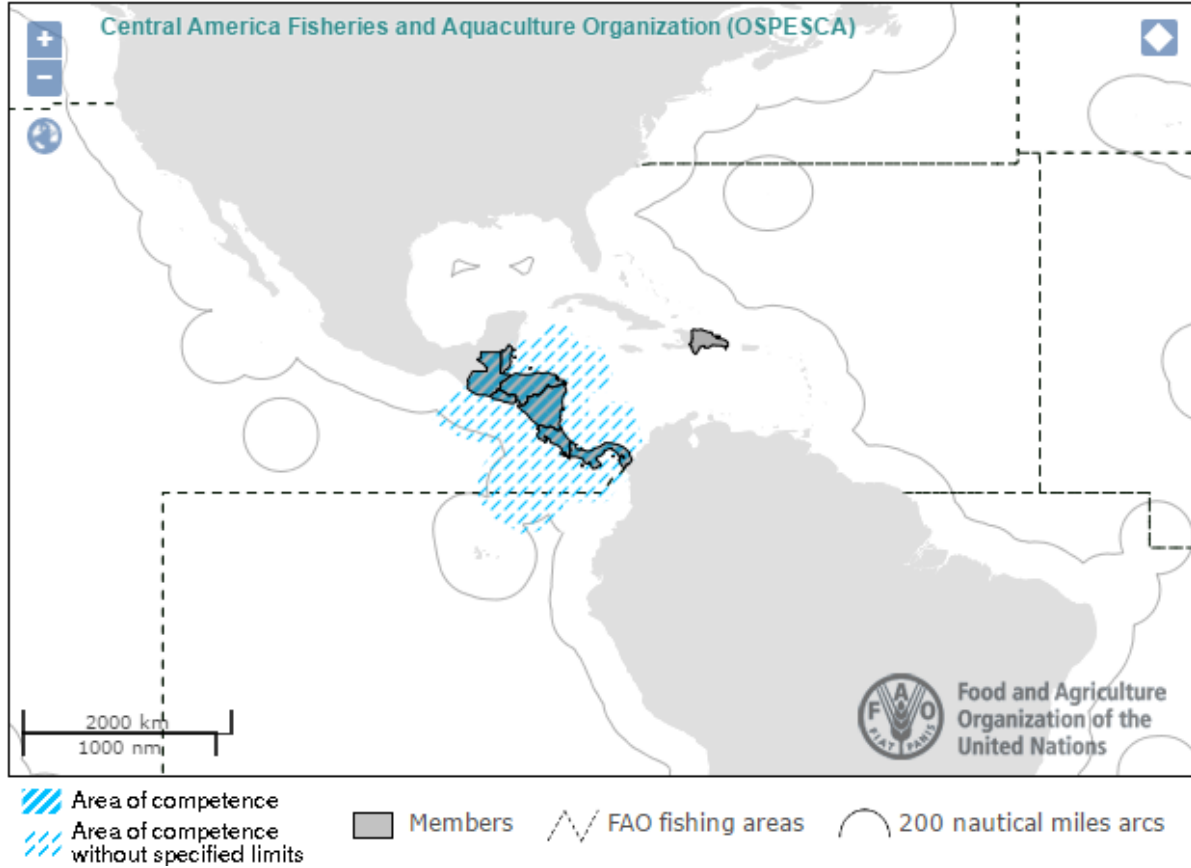 Central America Fisheries and Aquaculture Organization (OSPESCA)
+
−
2000 km
1000 nm
F A O
FIAT PANIS
Food and Agriculture
Organization of the
United Nations
Area of competence
Area of competence
without specified limits
Members
FAO fishing areas
200 nautical miles arcs